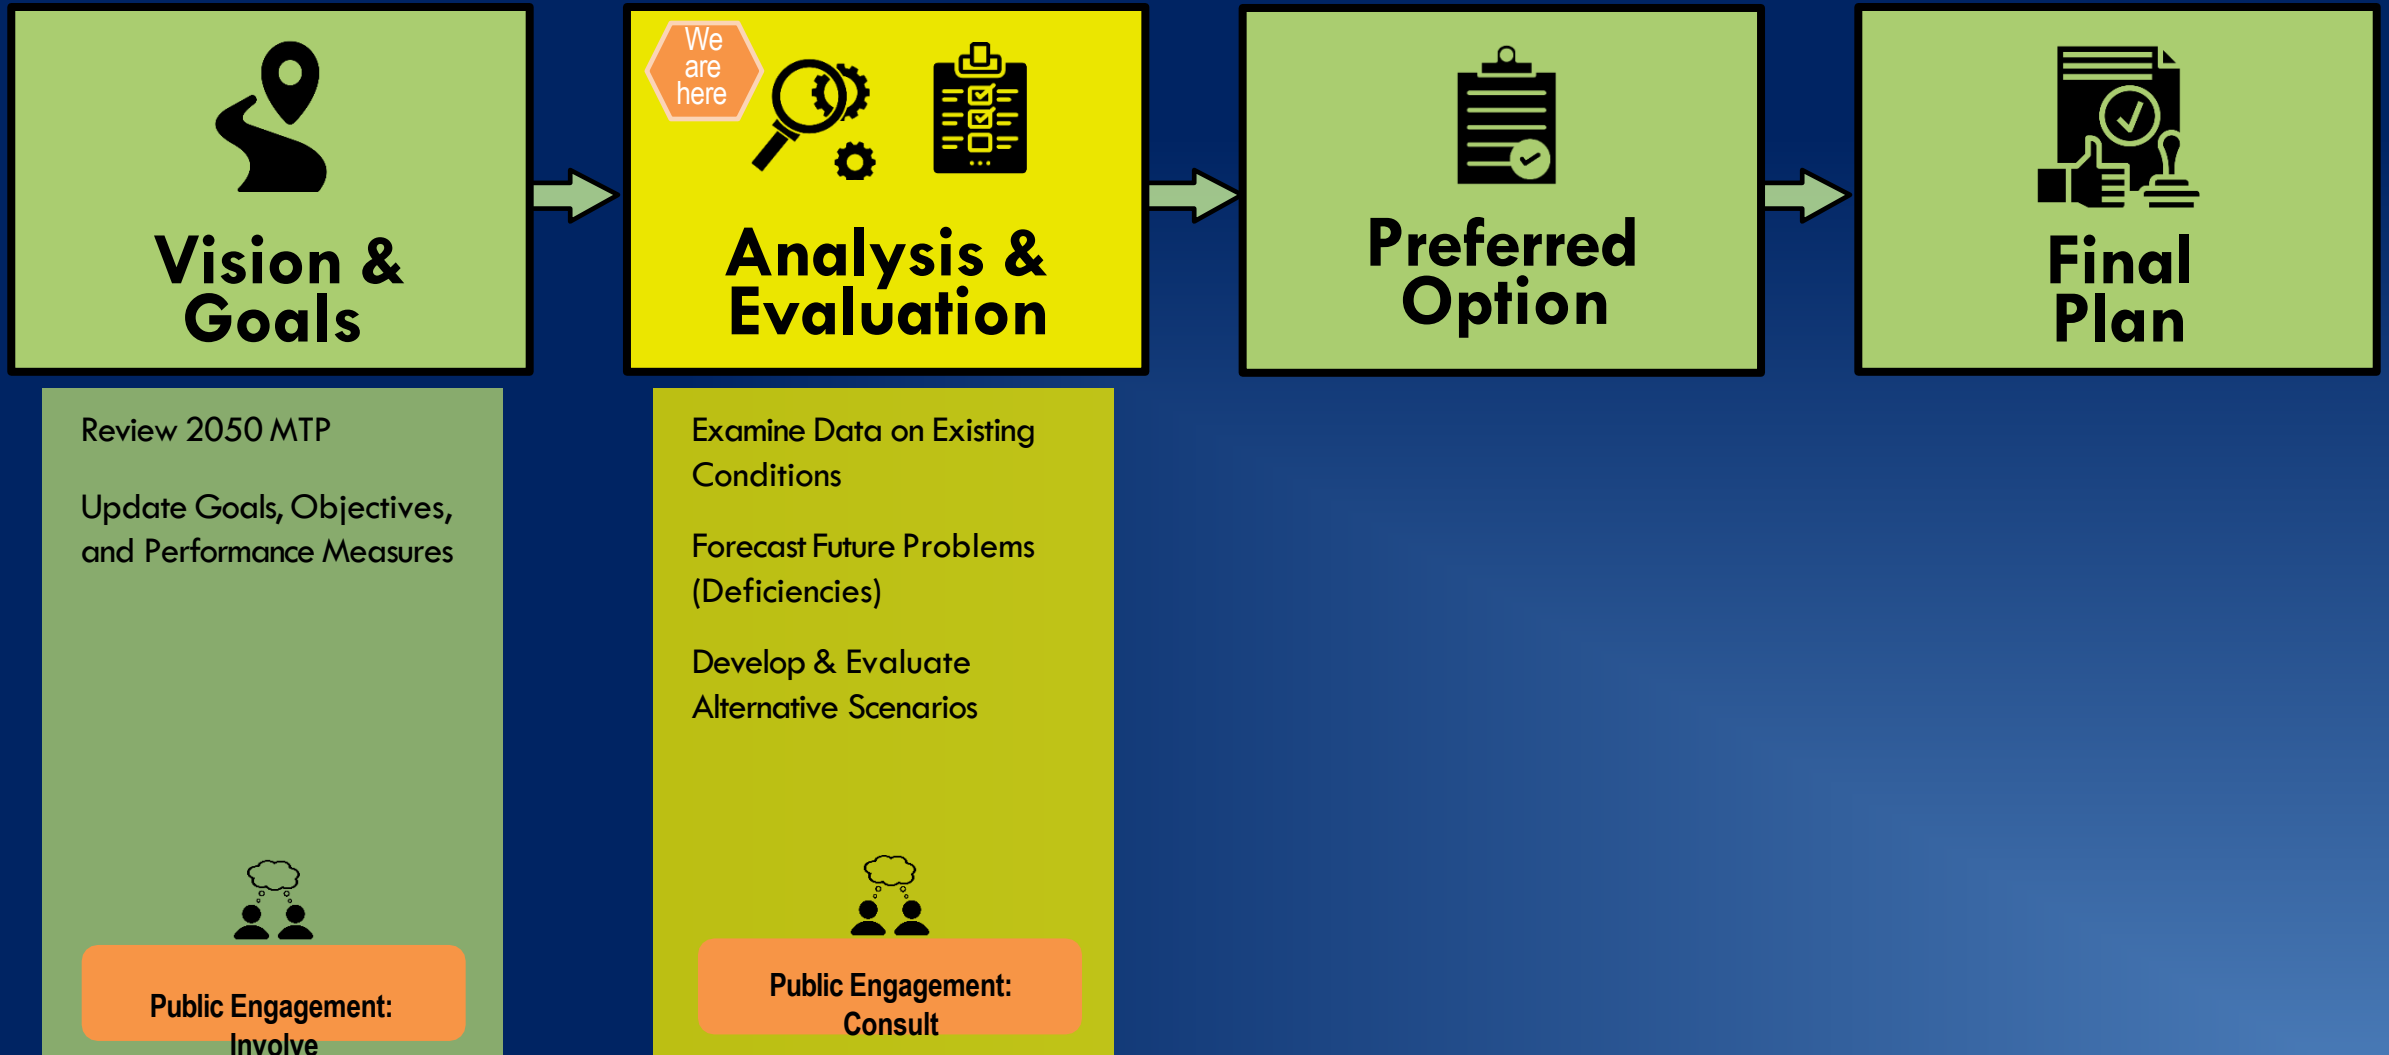 We
are
here
Vision &
Goals
Analysis &
Evaluation
Preferred
Option
Final
Plan
Review 2050 MTP
Update Goals, Objectives,
and Performance Measures
Public Engagement:
Involve
Examine Data on Existing
Conditions
Forecast Future Problems
(Deficiencies)
Develop & Evaluate
Alternative Scenarios
Public Engagement:
Consult